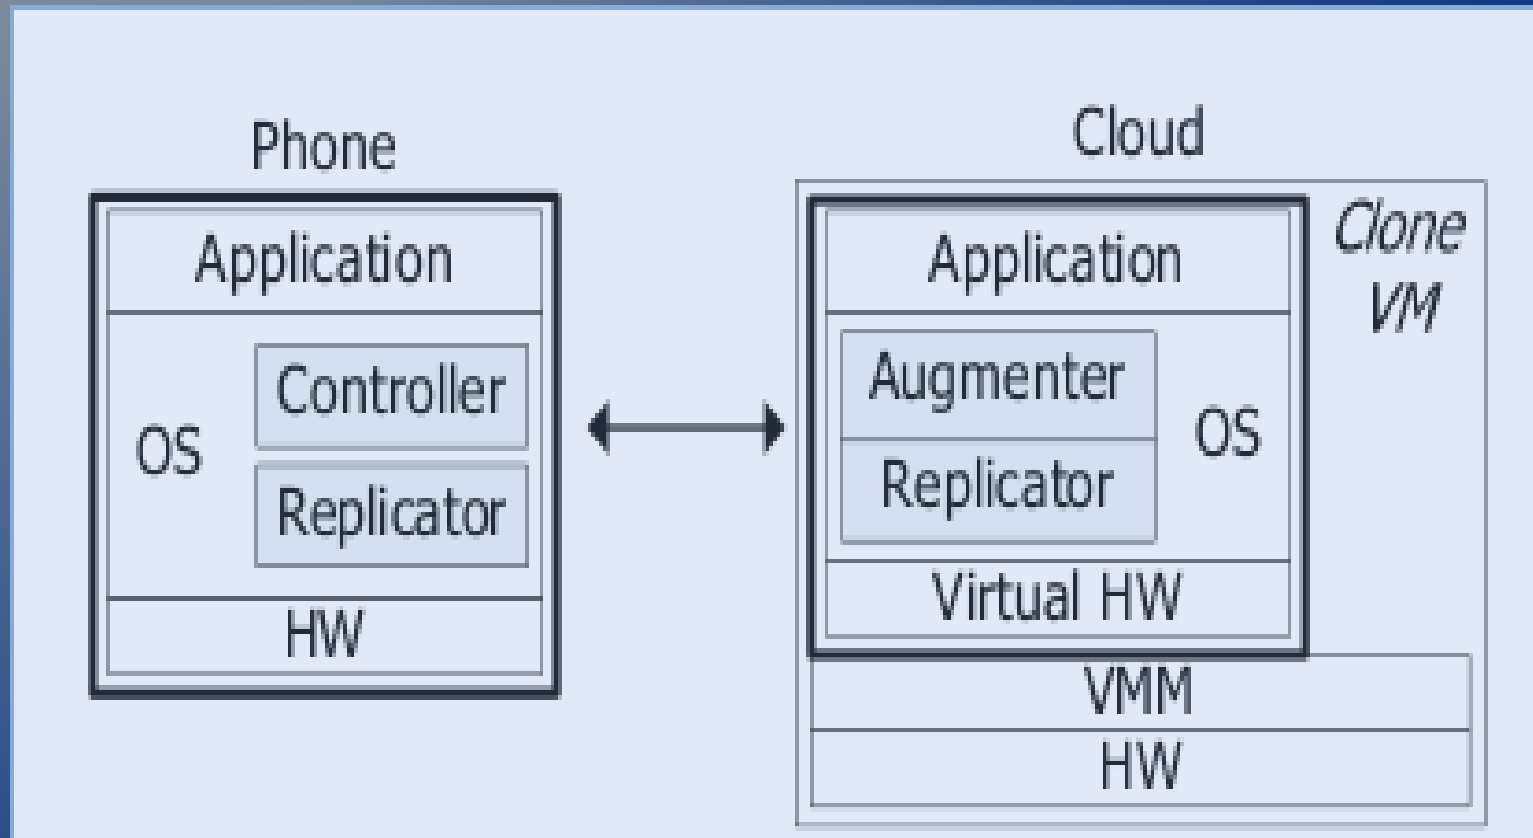 Phone
Application
OS
Controller
Replicator
HW
Cloud
Clone
VM
Application
Augmenter
Replicator
OS
Virtual HW
VMM
HW